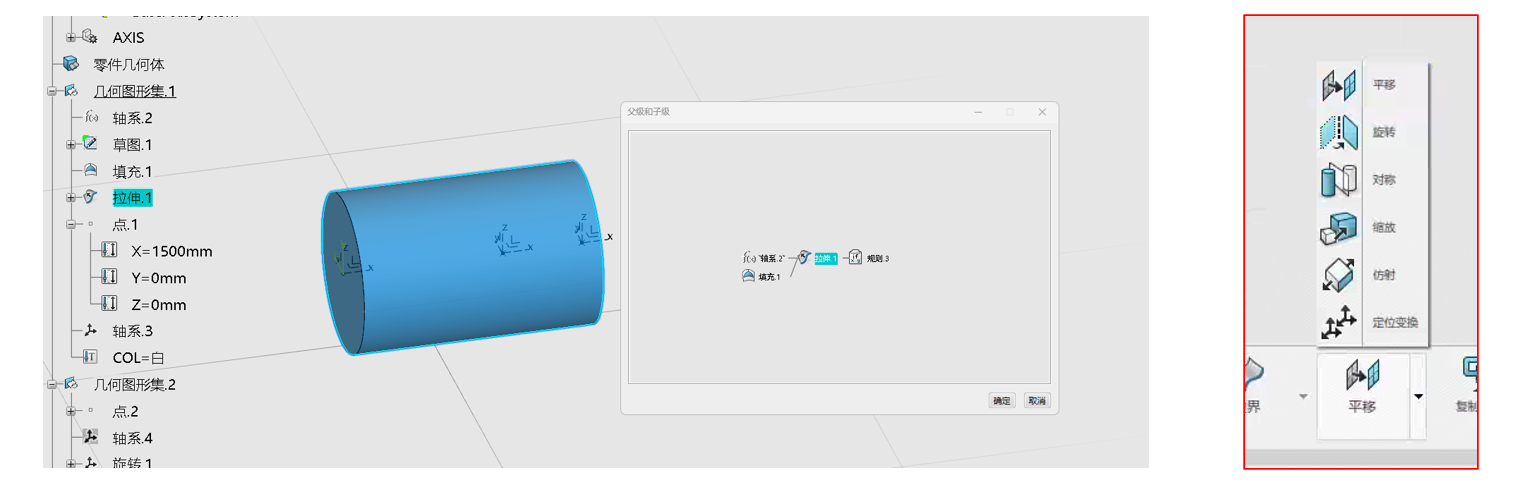 AXIS
零件几何体
几何图形集.1
轴系.2
草图.1
填充.1
拉伸.1
点.1
X=1500mm
Y=0mm
Z=0mm
轴系.3
COL=白
几何图形集.2
点.2
轴系.4
旋转.1
z
y
x
z
y
x
z
y
x
父级和子级
f(x) `轴系.2` 拉伸.1 规则.3
填充.1
确定 取消
平移
旋转
对称
缩放
仿射
定位变换
界 平移 复制